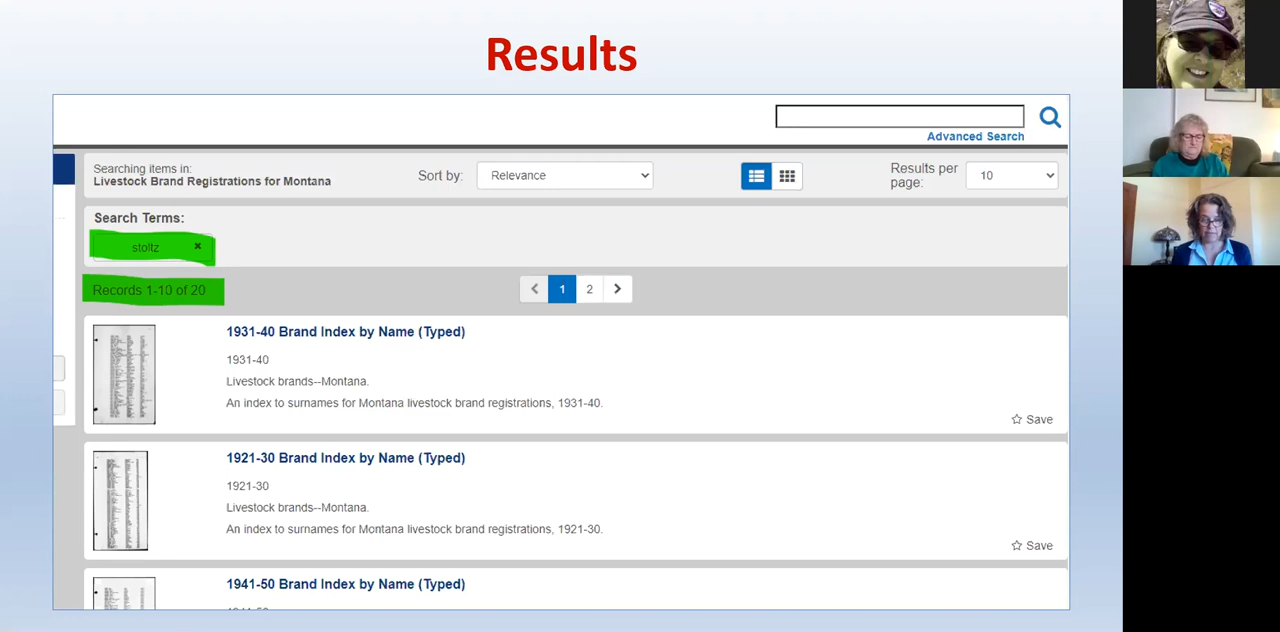 Results
Advanced Search
Searching items in:
Livestock Brand Registrations for Montana
Sort by:
Relevance
Results per
page:
10
Search Terms:
stoltz ×
Records 1-10 of 20
< 1 2 >
1931-40 Brand Index by Name (Typed)
1931-40
Livestock brands--Montana.
An index to surnames for Montana livestock brand registrations, 1931-40.
☆ Save
1921-30 Brand Index by Name (Typed)
1921-30
Livestock brands--Montana.
An index to surnames for Montana livestock brand registrations, 1921-30.
☆ Save
1941-50 Brand Index by Name (Typed)